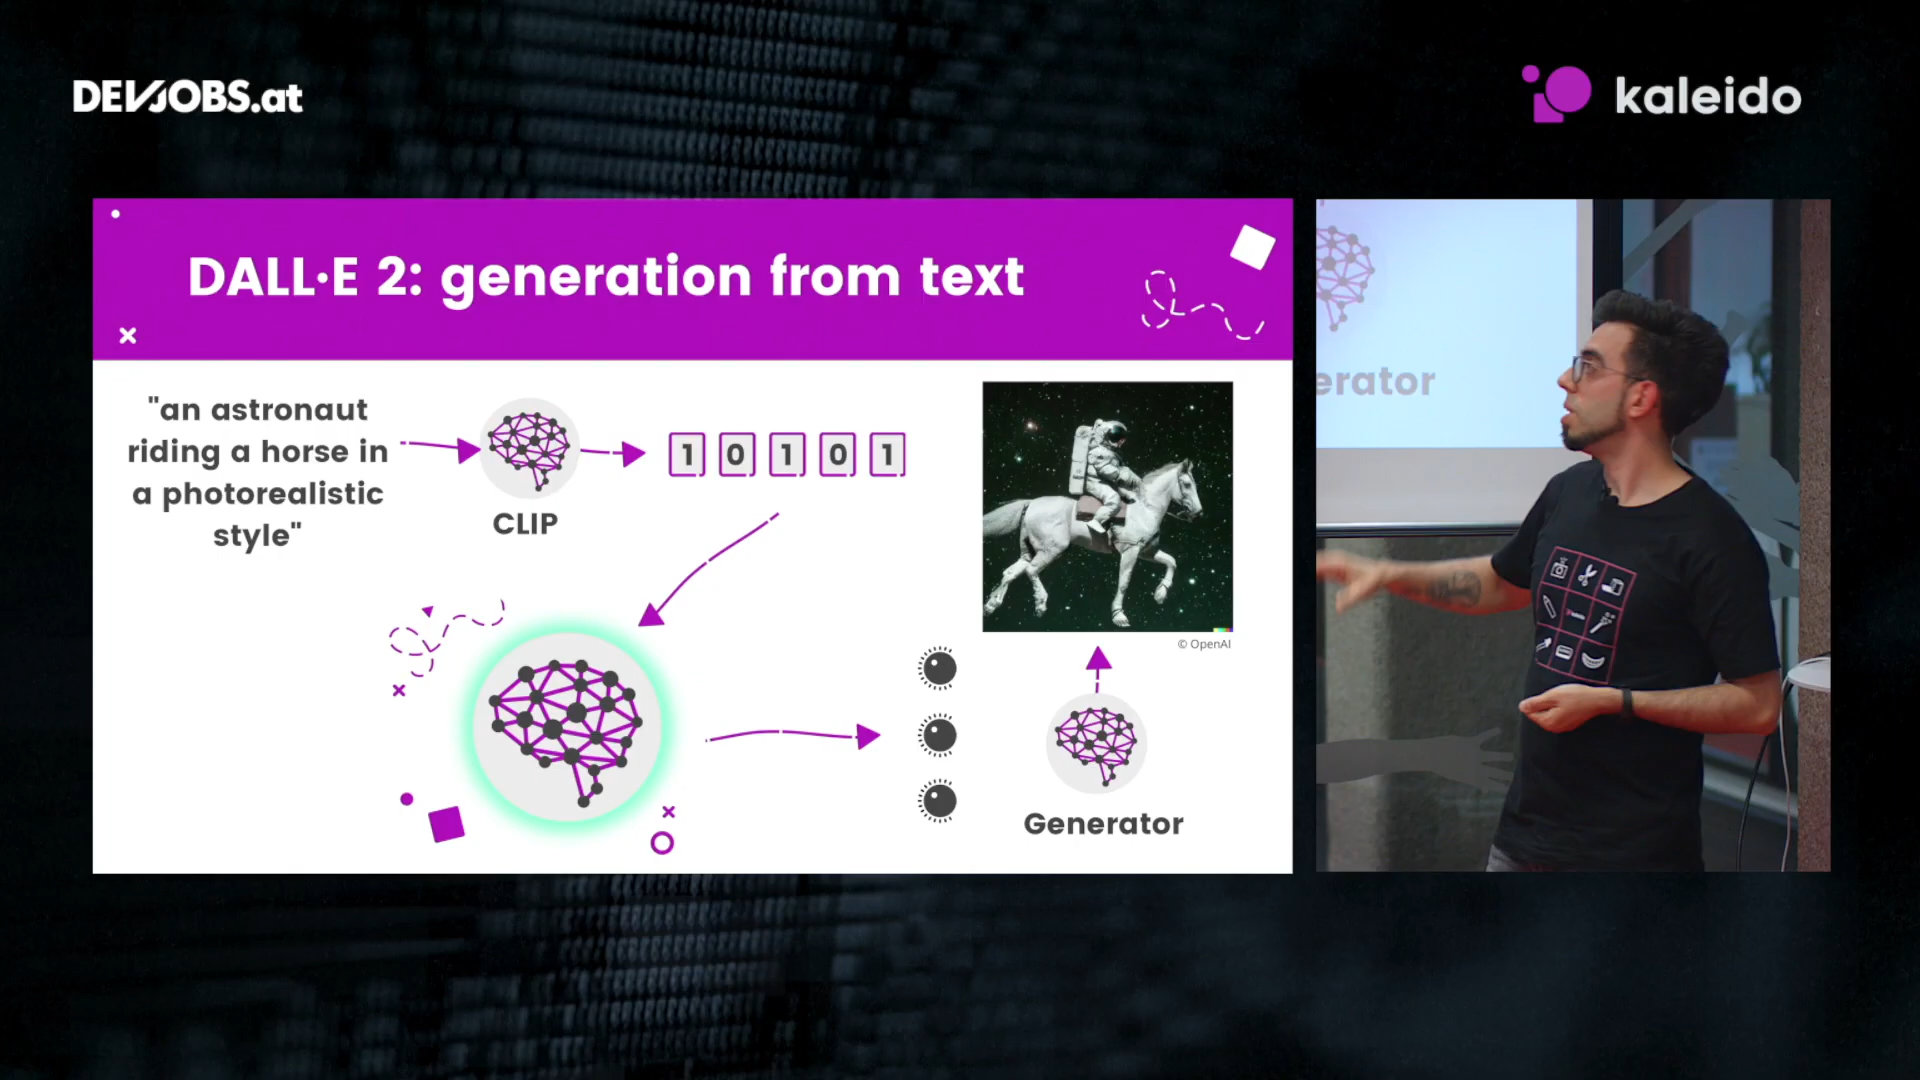 DEVJOBS.at
kaleido
DALL·E 2: generation from text
"an astronaut
riding a horse in
a photorealistic
style"
CLIP
1 0 1 0 1
© OpenAI
Generator
erator